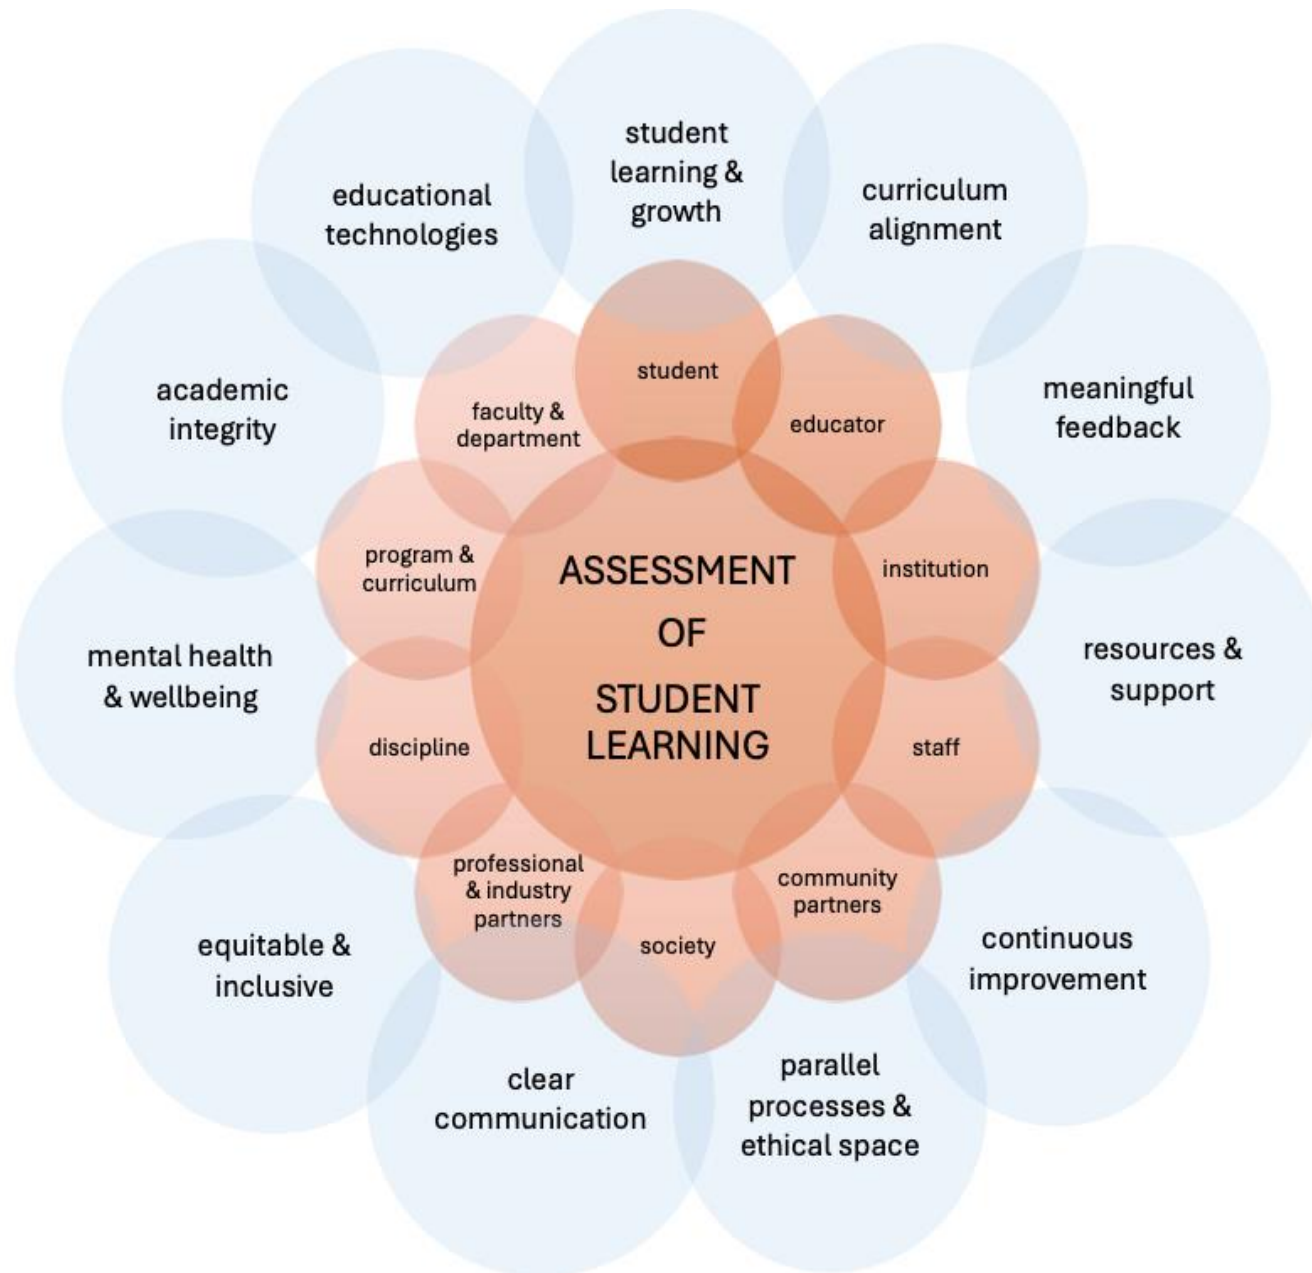 student
learning &
growth
curriculum
alignment
meaningful
feedback
resources &
support
continuous
improvement
parallel
processes &
ethical space
clear
communication
equitable &
inclusive
mental health
& wellbeing
academic
integrity
educational
technologies
student
educator
institution
staff
community
partners
society
professional
& industry
partners
discipline
program &
curriculum
faculty &
department
ASSESSMENT
OF
STUDENT
LEARNING